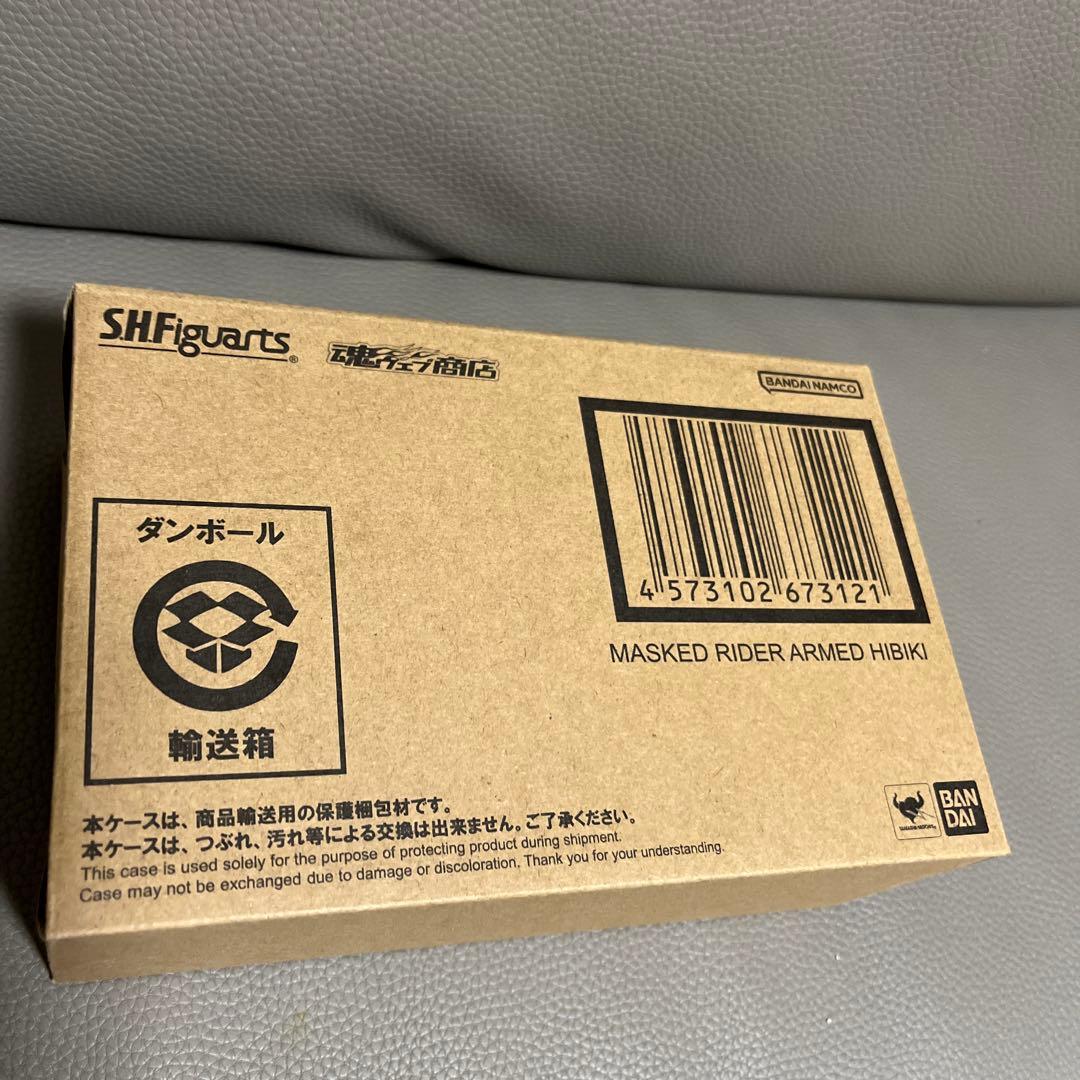 S.H.Figuarts®
魂ウェブ商店
BANDAI NAMCO
4 573102 673121
MASKED RIDER ARMED HIBIKI
ダンボール
輸送箱
本ケースは、商品輸送用の保護梱包材です。
本ケースは、つぶれ、汚れ等による交換は出来ません。ご了承ください。
This case is used solely for the purpose of protecting product during shipment.
Case may not be exchanged due to damage or discoloration. Thank you for your understanding.
BAN
DAI